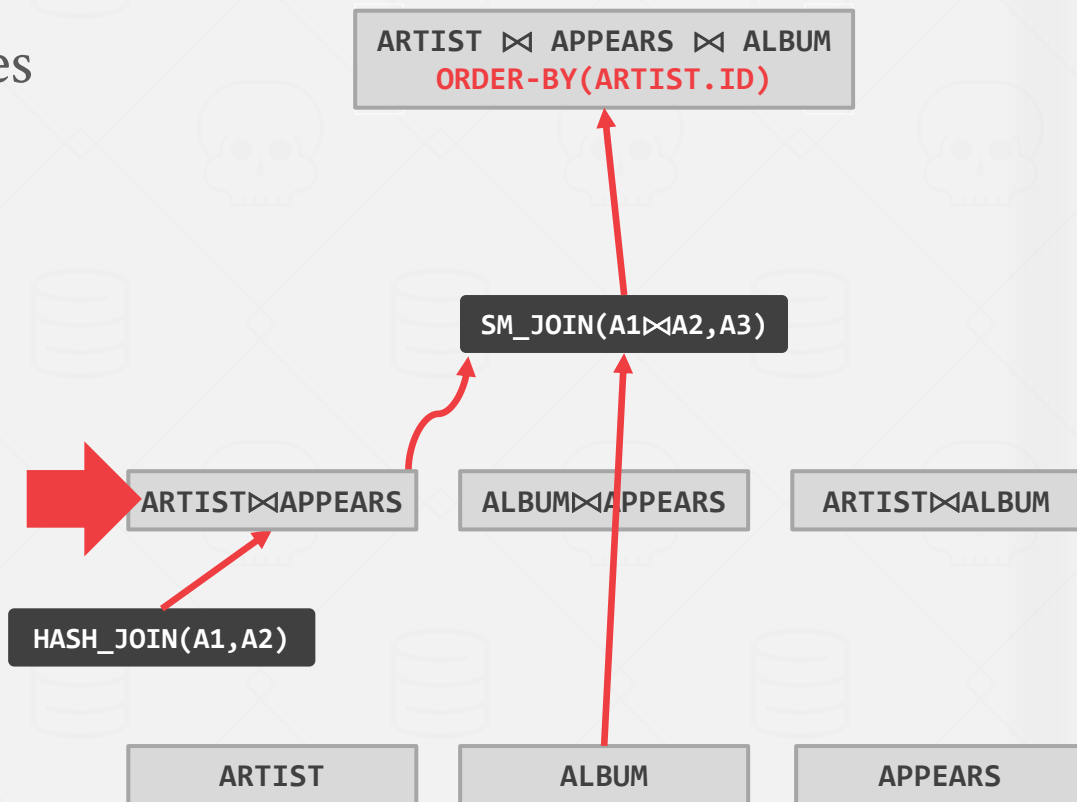 es
ARTIST ⋈ APPEARS ⋈ ALBUM
ORDER-BY(ARTIST.ID)
SM_JOIN(A1⋈A2,A3)
ARTIST⋈APPEARS
ALBUM⋈APPEARS
ARTIST⋈ALBUM
HASH_JOIN(A1,A2)
ARTIST
ALBUM
APPEARS